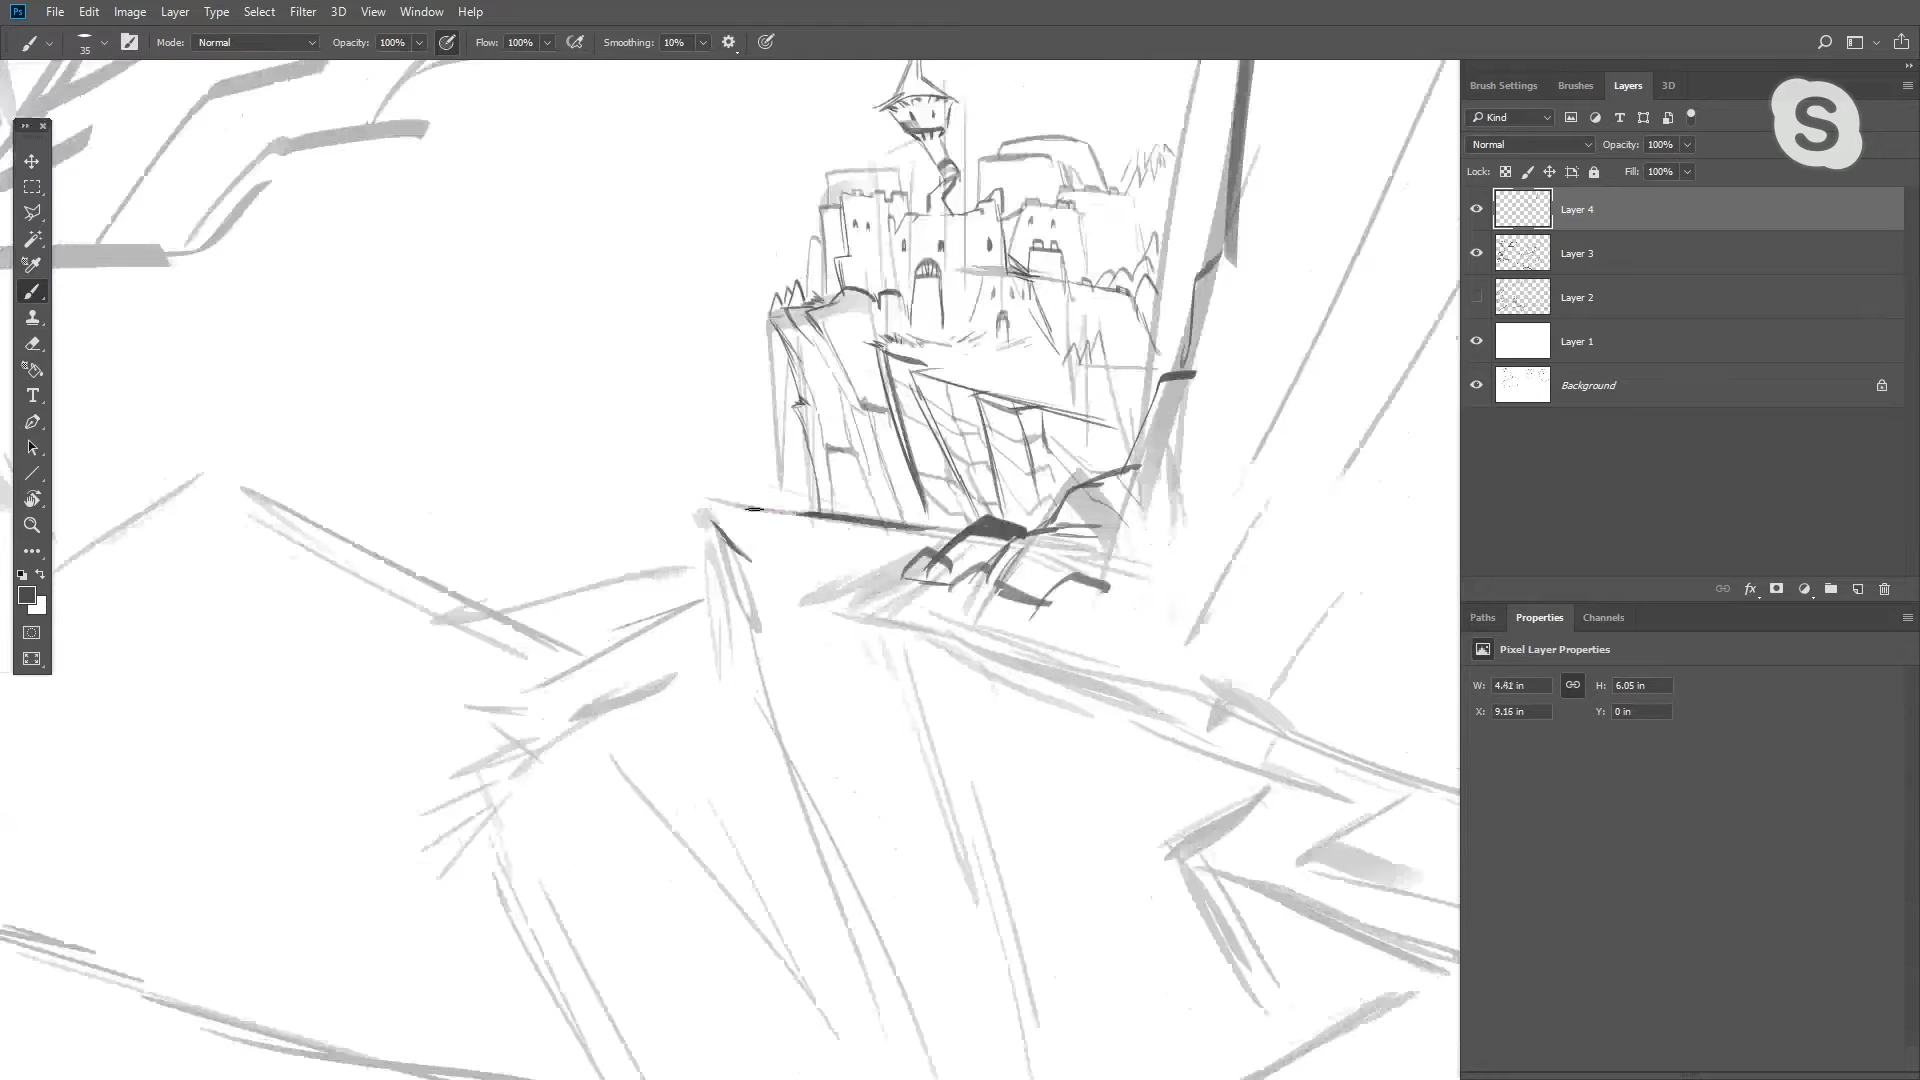 Ps File Edit Image Layer Type Select Filter 3D View Window Help
35 Mode: Normal Opacity: 100% Flow: 100% Smoothing: 10%
Brush Settings Brushes Layers 3D
Kind
Normal Opacity: 100%
Lock: Fill: 100%
Layer 4
Layer 3
Layer 2
Layer 1
Background
fx
Paths Properties Channels
Pixel Layer Properties
W: 4.42 in H: 6.05 in
X: 9.16 in Y: 0 in